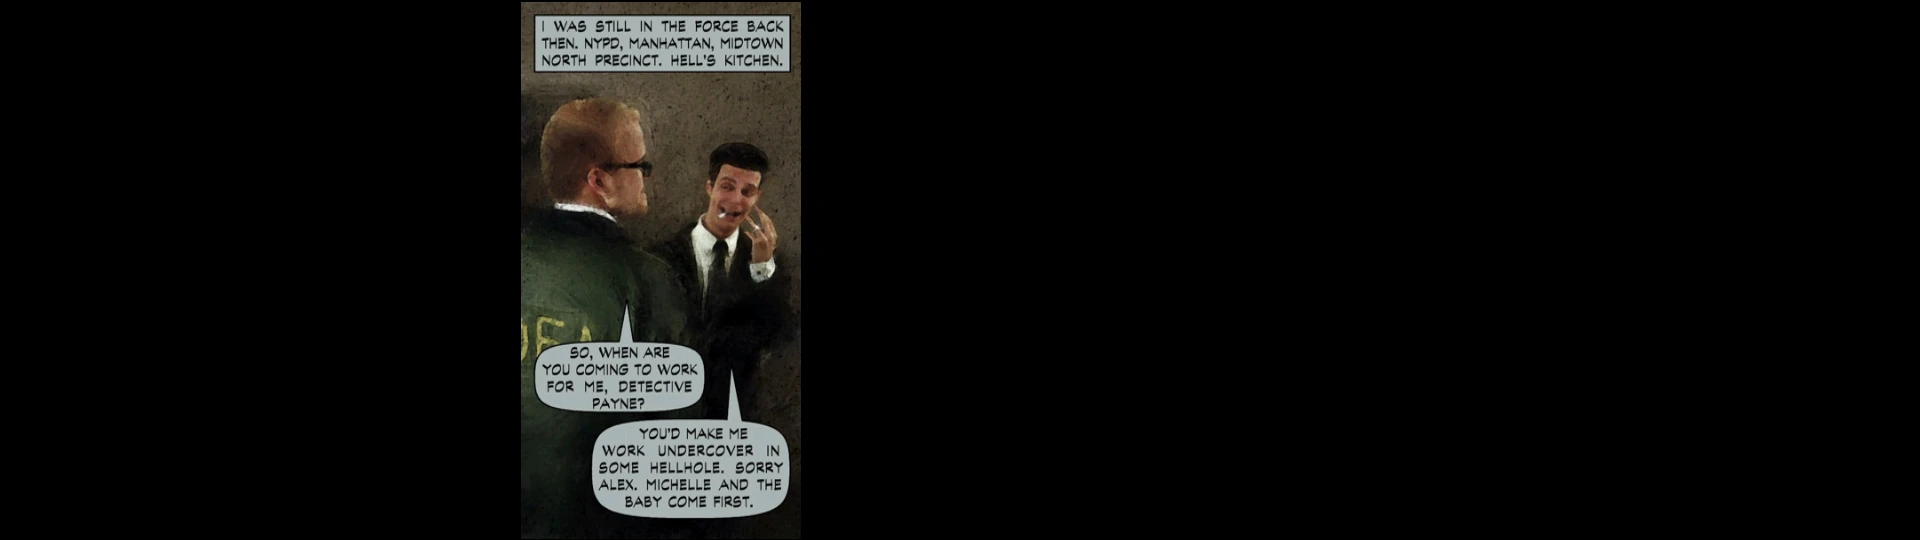 I WAS STILL IN THE FORCE BACK
THEN. NYPD, MANHATTAN, MIDTOWN
NORTH PRECINCT. HELL'S KITCHEN.
DEA
SO, WHEN ARE
YOU COMING TO WORK
FOR ME, DETECTIVE
PAYNE?
YOU'D MAKE ME
WORK UNDERCOVER IN
SOME HELLHOLE. SORRY
ALEX. MICHELLE AND THE
BABY COME FIRST.